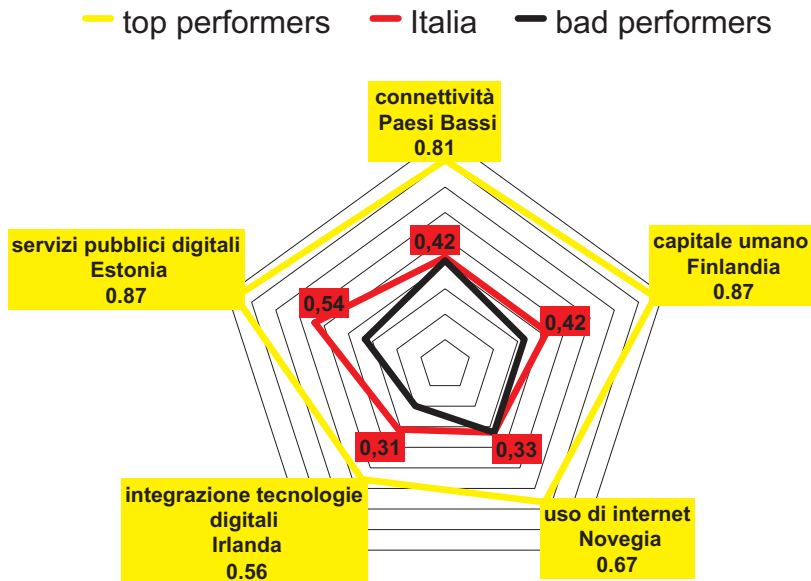 top performers Italia bad performers
connettività
Paesi Bassi
0.81
servizi pubblici digitali
Estonia
0.87
capitale umano
Finlandia
0.87
0,42
0,54
0,42
0,31
0,33
integrazione tecnologie
digitali
Irlanda
0.56
uso di internet
Novegia
0.67